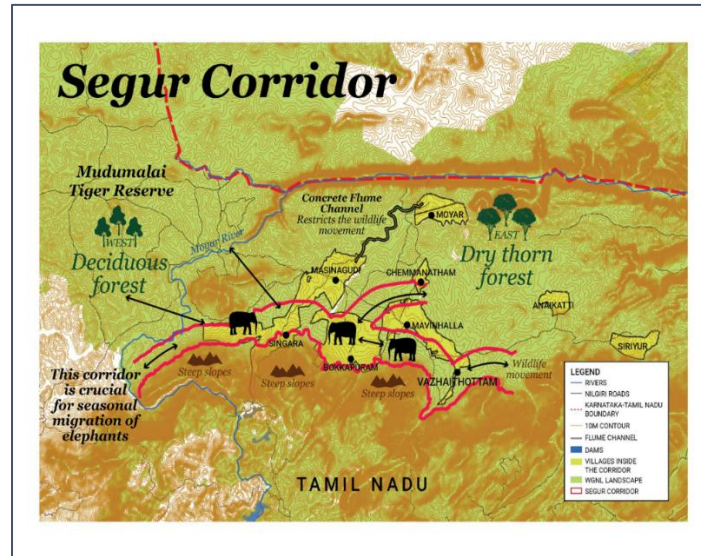 Segur Corridor
Mudumalai
Tiger Reserve
WEST
Deciduous
forest
Moyar River
Concrete Flume
Channel
Restricts the wildlife
movement
MOYAR
EAST
Dry thorn
forest
MASINAGUDI
CHEMMANATHAM
ANAIKATTI
MAVINHALLA
SIRIYUR
SINGARA
BOKKAPURAM
VAZHAITHOTTAM
Wildlife
movement
This corridor
is crucial
for seasonal
migration of
elephants
Steep slopes
Steep slopes
Steep slopes
TAMIL NADU
LEGEND
RIVERS
NILGIRI ROADS
KARNATAKA-TAMIL NADU
BOUNDARY
10M CONTOUR
FLUME CHANNEL
DAMS
VILLAGES INSIDE
THE CORRIDOR
WGNL LANDSCAPE
SEGUR CORRIDOR